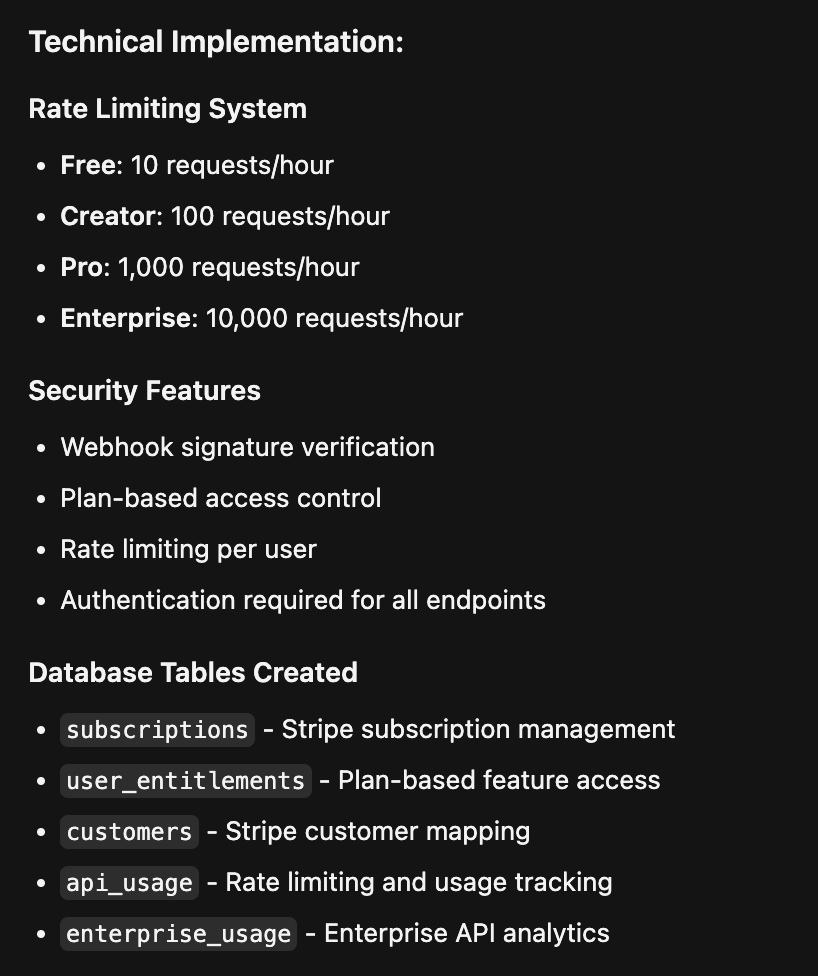 Technical Implementation:
Rate Limiting System
• Free: 10 requests/hour
• Creator: 100 requests/hour
• Pro: 1,000 requests/hour
• Enterprise: 10,000 requests/hour
Security Features
• Webhook signature verification
• Plan-based access control
• Rate limiting per user
• Authentication required for all endpoints
Database Tables Created
• subscriptions - Stripe subscription management
• user_entitlements - Plan-based feature access
• customers - Stripe customer mapping
• api_usage - Rate limiting and usage tracking
• enterprise_usage - Enterprise API analytics